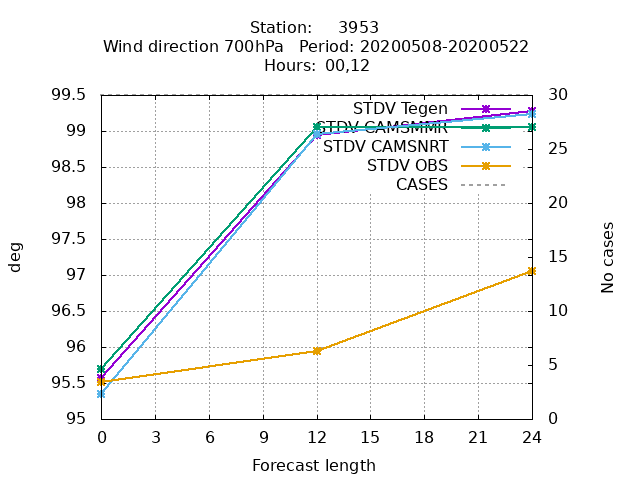 Station: 3953
Wind direction 700hPa Period: 20200508-20200522
Hours: 00,12
99.5
99
98.5
98
97.5
97
96.5
96
95.5
95
deg
STDV Tegen
STDV CAMSMMR
STDV CAMSNRT
STDV OBS
CASES
30
25
20
15
10
5
0
No cases
0 3 6 9 12 15 18 21 24
Forecast length